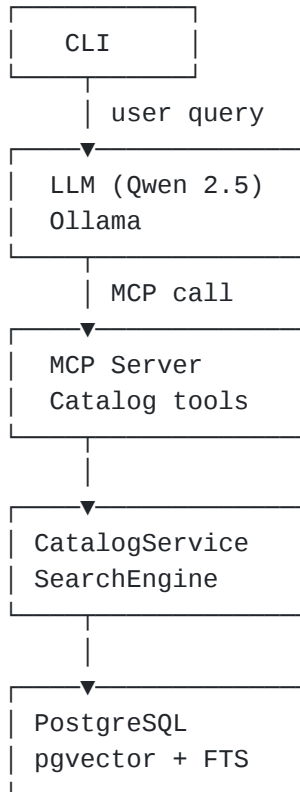 CLI
user query
LLM (Qwen 2.5)
Ollama
MCP call
MCP Server
Catalog tools
CatalogService
SearchEngine
PostgreSQL
pgvector + FTS